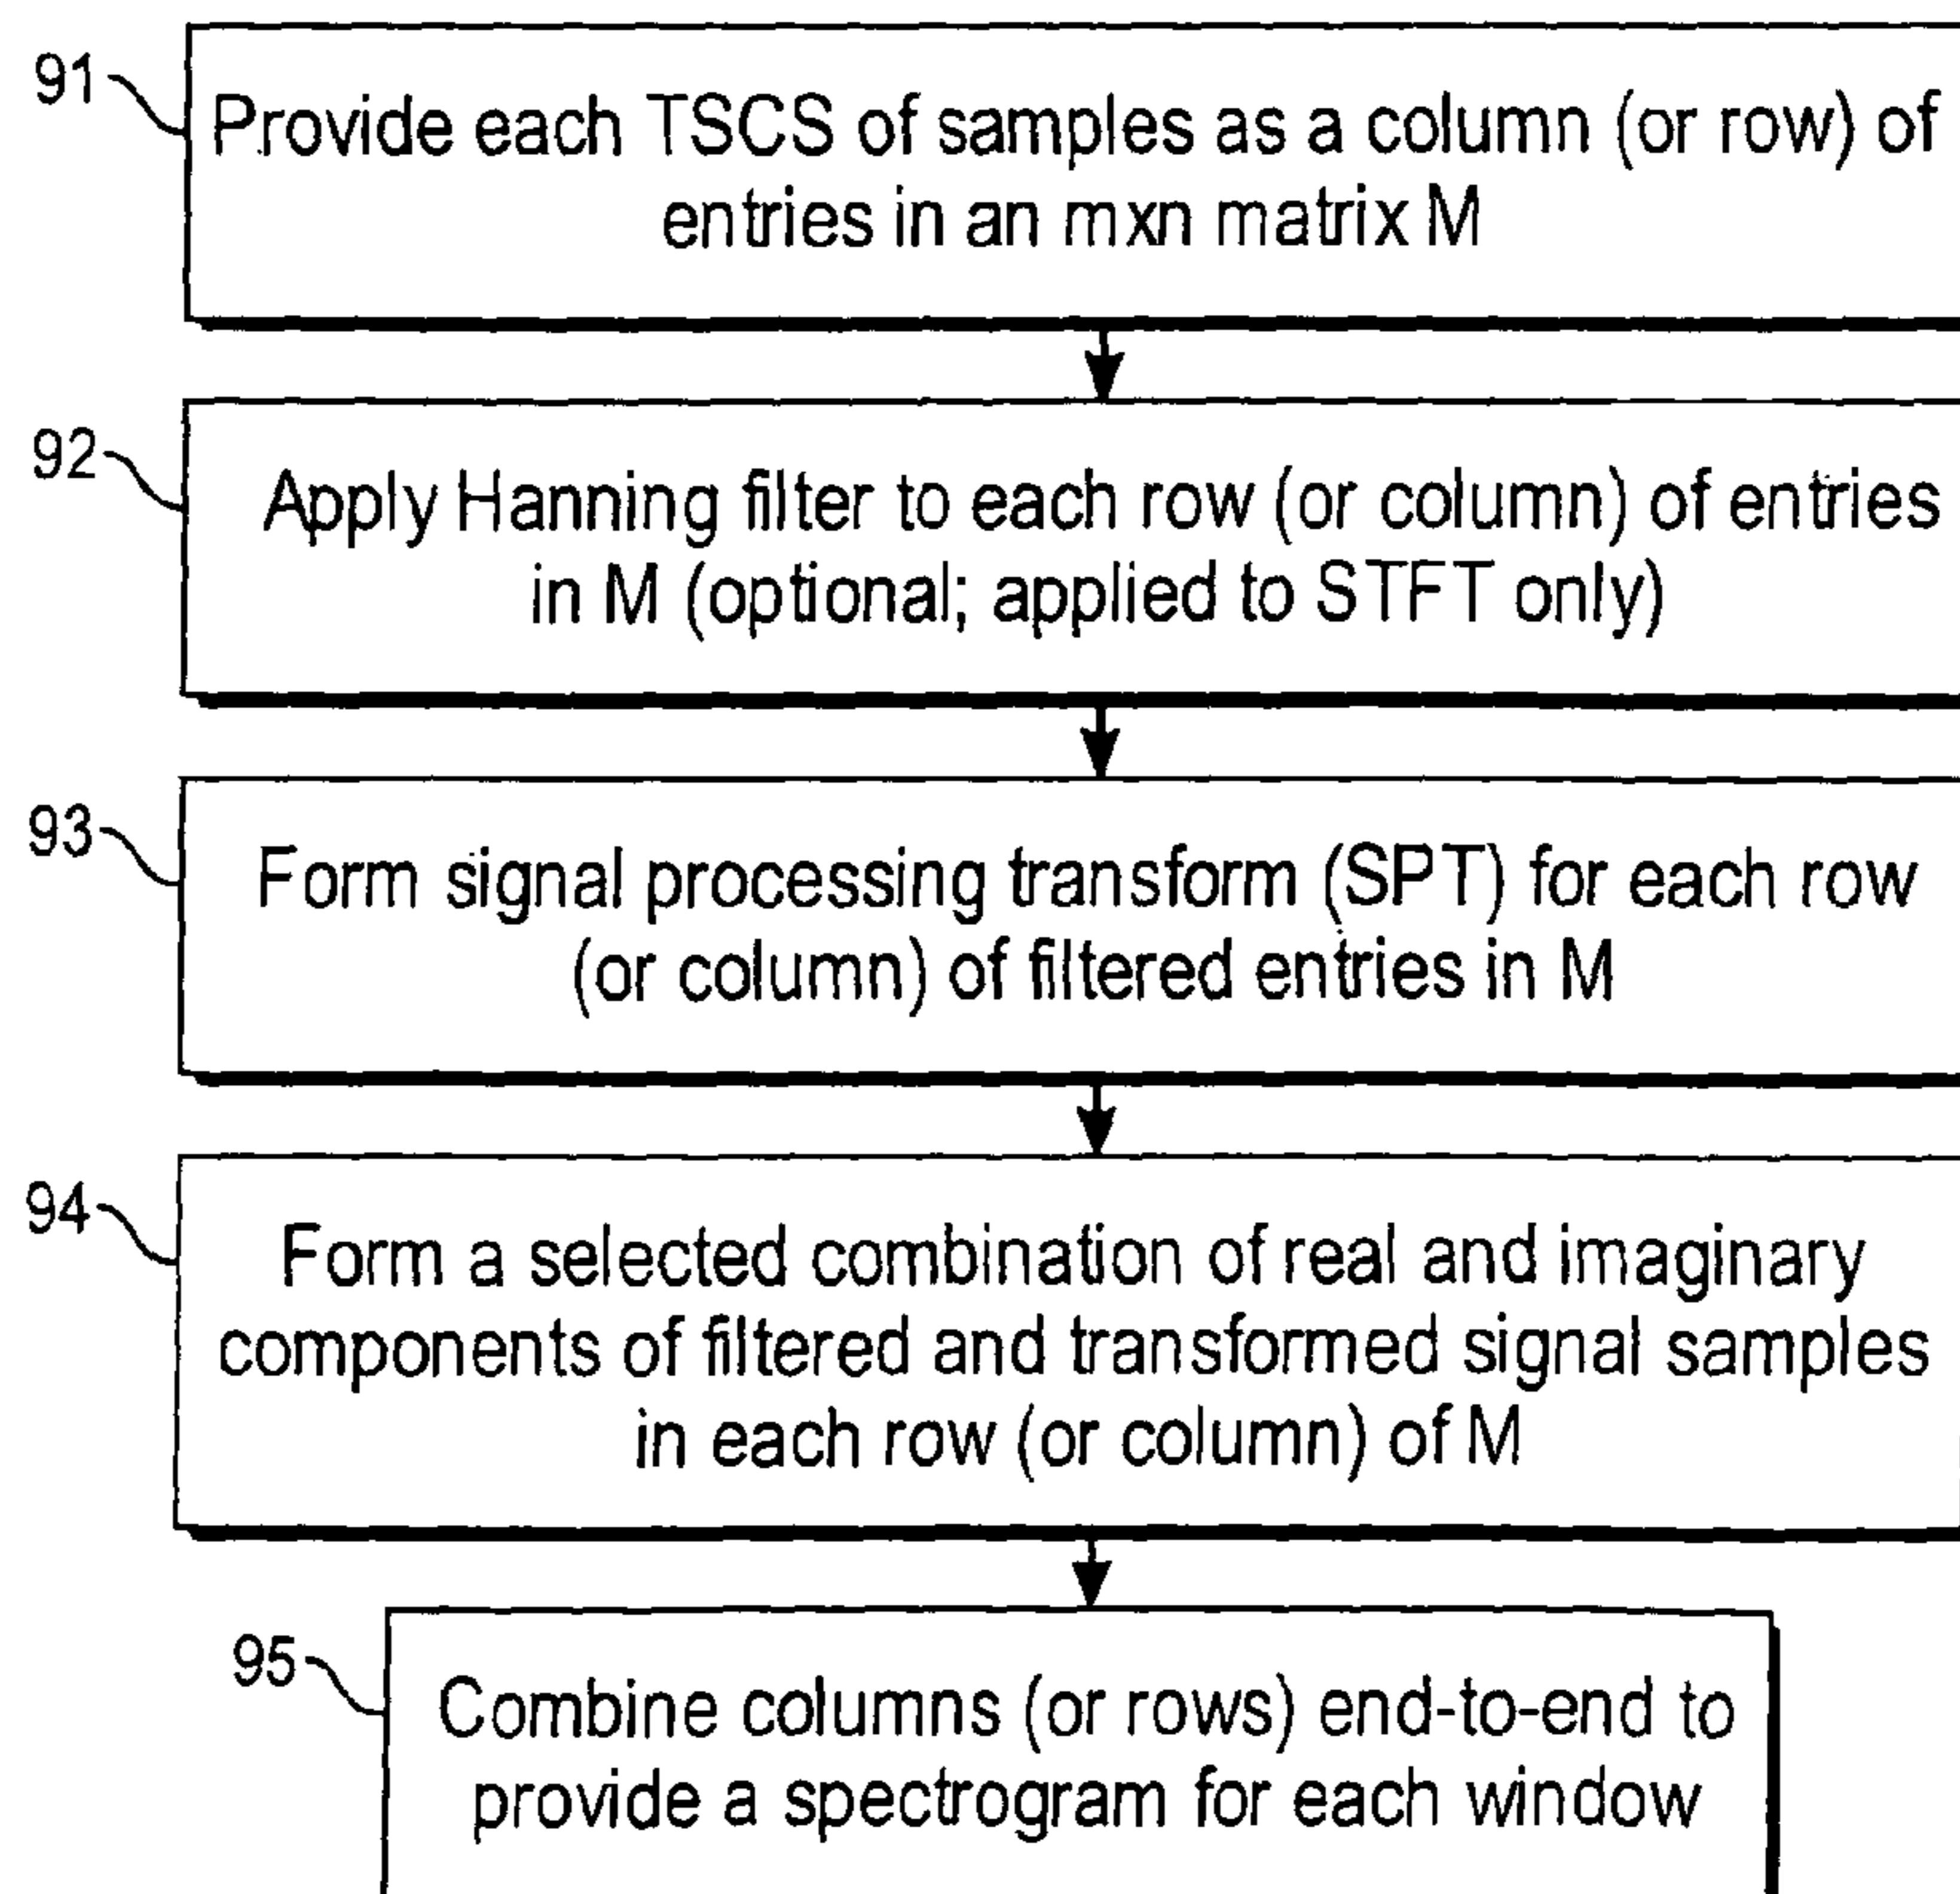 91
Provide each TSCS of samples as a column (or row) of
entries in an mxn matrix M
92
Apply Hanning filter to each row (or column) of entries
in M (optional; applied to STFT only)
93
Form signal processing transform (SPT) for each row
(or column) of filtered entries in M
94
Form a selected combination of real and imaginary
components of filtered and transformed signal samples
in each row (or column) of M
95
Combine columns (or rows) end-to-end to
provide a spectrogram for each window